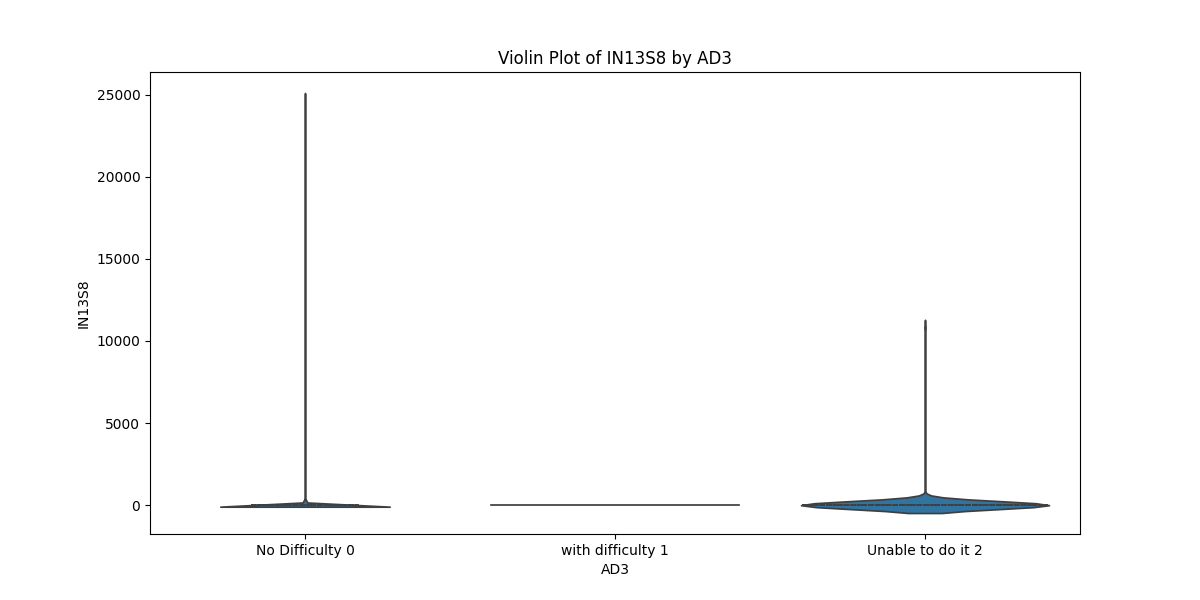 Violin Plot of IN13S8 by AD3
25000
20000
15000
10000
5000
0
IN13S8
No Difficulty 0
with difficulty 1
Unable to do it 2
AD3